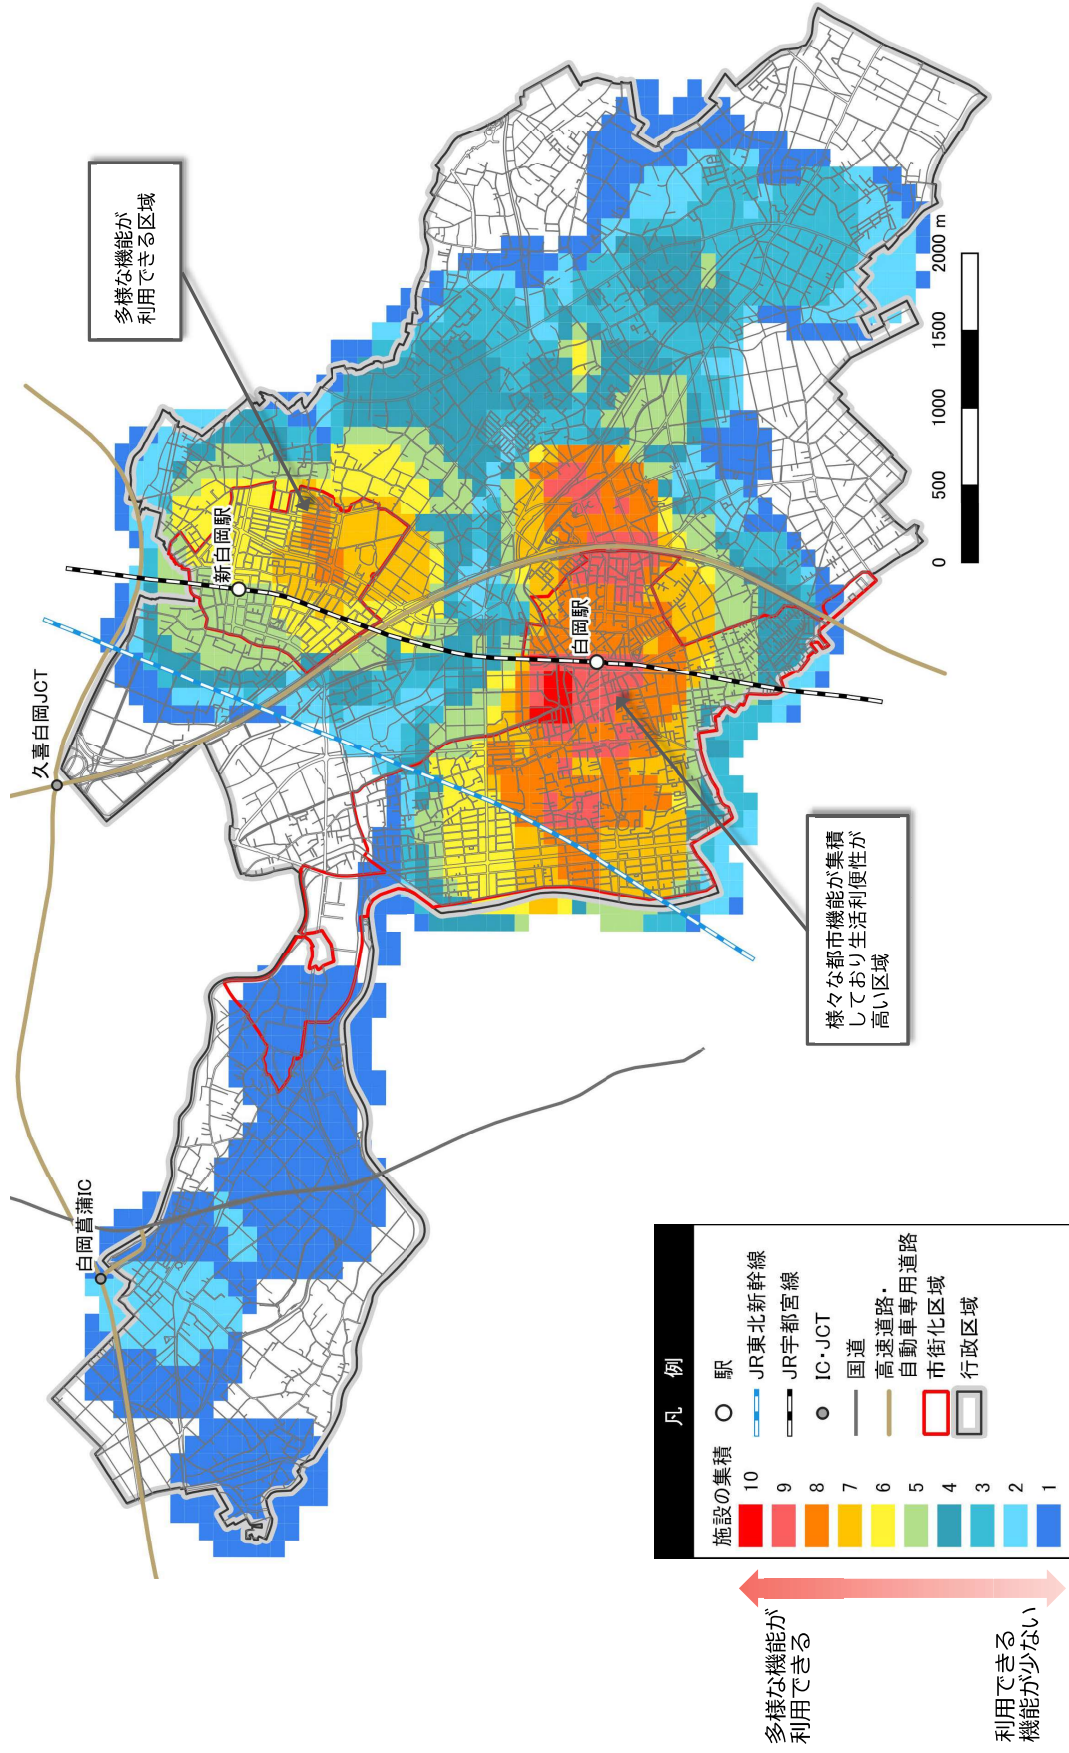 白岡菖蒲IC
久喜白岡JCT
新白岡駅
白岡駅
多様な機能が
利用できる区域
様々な都市機能が集積
しており生活利便性が
高い区域
0 500 1000 1500 2000 m
凡 例
施設の集積
10
9
8
7
6
5
4
3
2
1
駅
JR東北新幹線
JR宇都宮線
IC・JCT
国道
高速道路・
自動車専用道路
市街化区域
行政区域
多様な機能が
利用できる
利用できる
機能が少ない